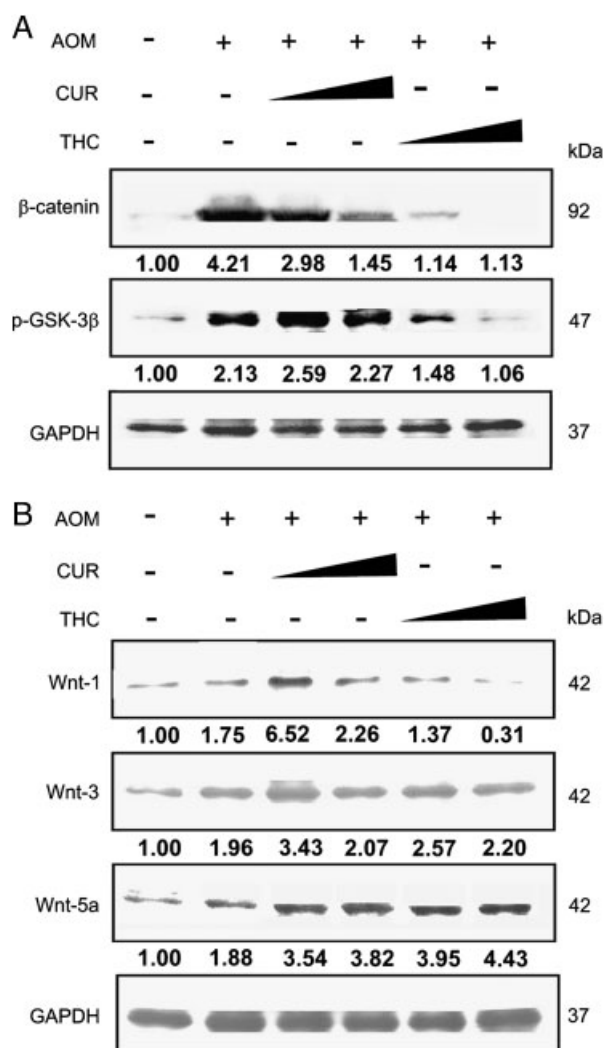 A
AOM - + + + + +
CUR - - - -
THC - - - - kDa
β-catenin 92
1.00 4.21 2.98 1.45 1.14 1.13
p-GSK-3β 47
1.00 2.13 2.59 2.27 1.48 1.06
GAPDH 37
B
AOM - + + + + +
CUR - - - -
THC - - - - kDa
Wnt-1 42
1.00 1.75 6.52 2.26 1.37 0.31
Wnt-3 42
1.00 1.96 3.43 2.07 2.57 2.20
Wnt-5a 42
1.00 1.88 3.54 3.82 3.95 4.43
GAPDH 37